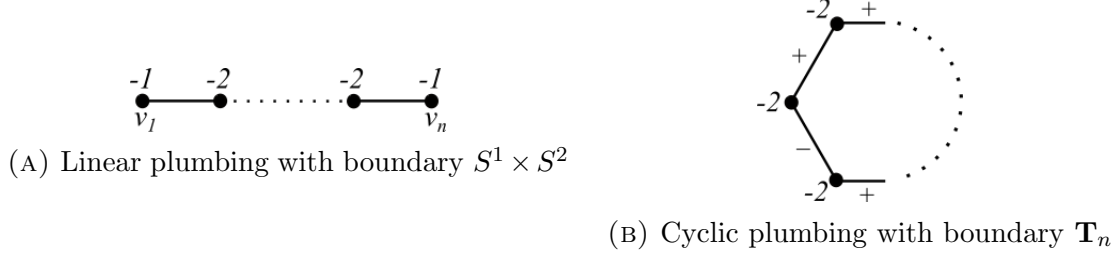 -1 -2 -2 -1
v₁ vₙ
(A) Linear plumbing with boundary S¹ × S²
-2 +
+
-2
−
-2 +
(B) Cyclic plumbing with boundary 𝐓ₙ